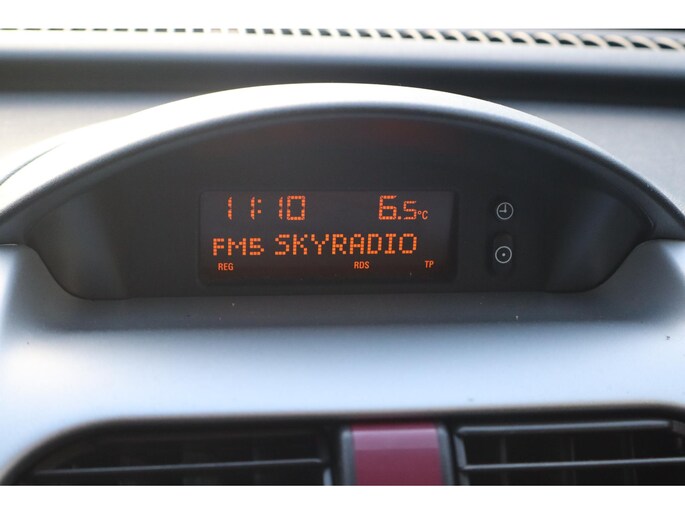 11:10 6.5°C
FM5 SKYRADIO
REG RDS TP